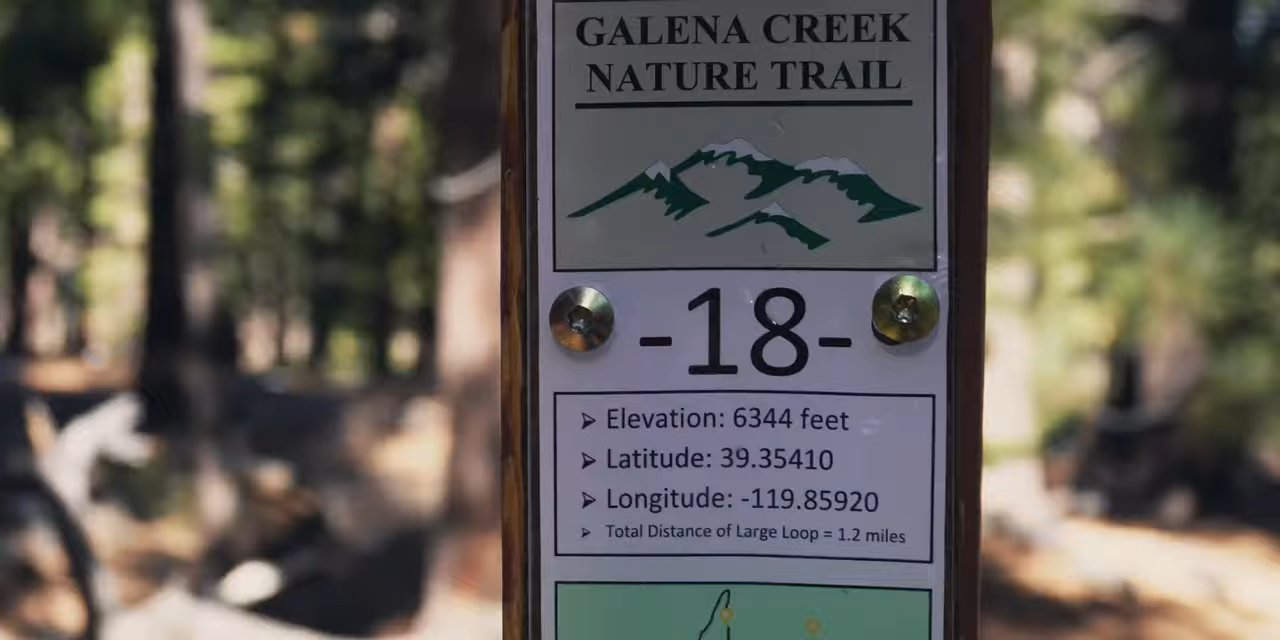 GALENA CREEK
NATURE TRAIL
-18-
Elevation: 6344 feet
Latitude: 39.35410
Longitude: -119.85920
Total Distance of Large Loop = 1.2 miles